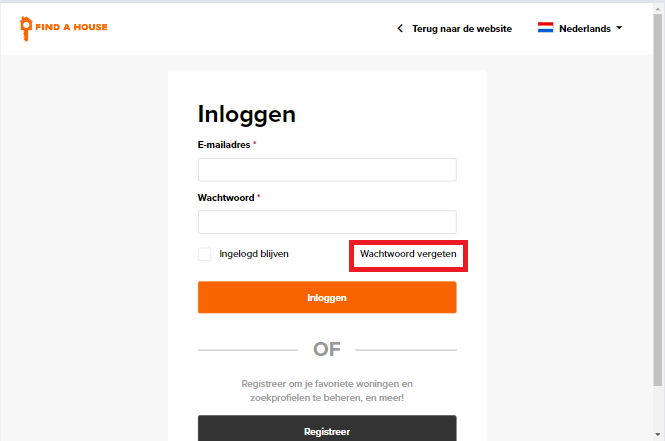 FIND A HOUSE
Terug naar de website
Nederlands
Inloggen
E-mailadres *
Wachtwoord *
Ingelogd blijven
Wachtwoord vergeten
Inloggen
OF
Registreer om je favoriete woningen en
zoekprofielen te beheren, en meer!
Registreer